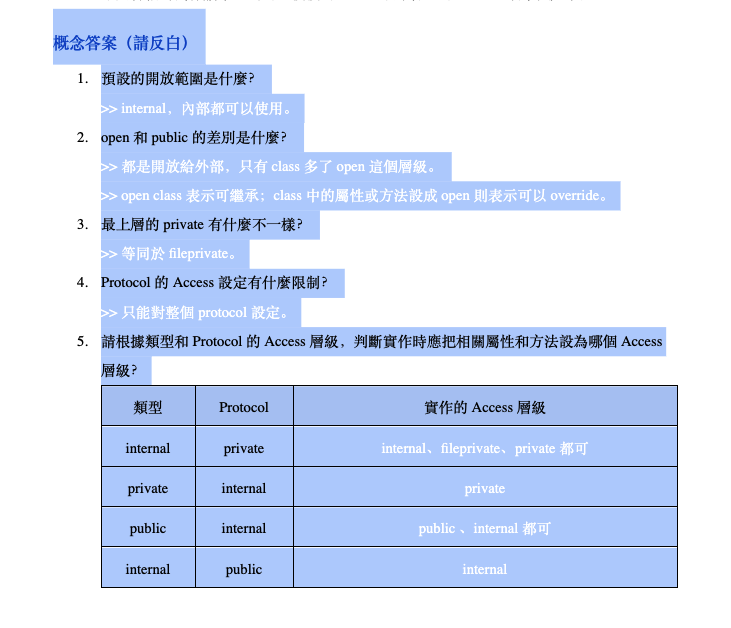 概念答案（請反白）
1. 預設的開放範圍是什麼?
>> internal，內部都可以使用。
2. open 和 public 的差別是什麼?
>> 都是開放給外部，只有 class 多了 open 這個層級。
>> open class 表示可繼承；class 中的屬性或方法設成 open 則表示可以 override。
3. 最上層的 private 有什麼不一樣?
>> 等同於 fileprivate。
4. Protocol 的 Access 設定有什麼限制?
>> 只能對整個 protocol 設定。
5. 請根據類型和 Protocol 的 Access 層級，判斷實作時應把相關屬性和方法設為哪個 Access
層級?
類型 Protocol 實作的 Access 層級
internal private internal、fileprivate、private 都可
private internal private
public internal public 、internal 都可
internal public internal